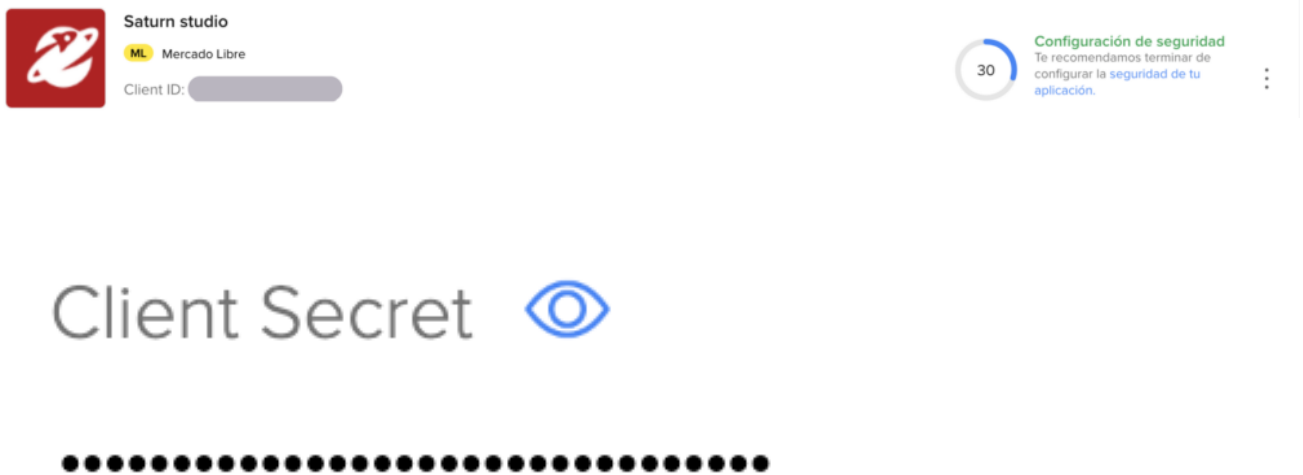 Saturn studio
ML Mercado Libre
Client ID:
30
Configuración de seguridad
Te recomendamos terminar de
configurar la seguridad de tu
aplicación.
Client Secret